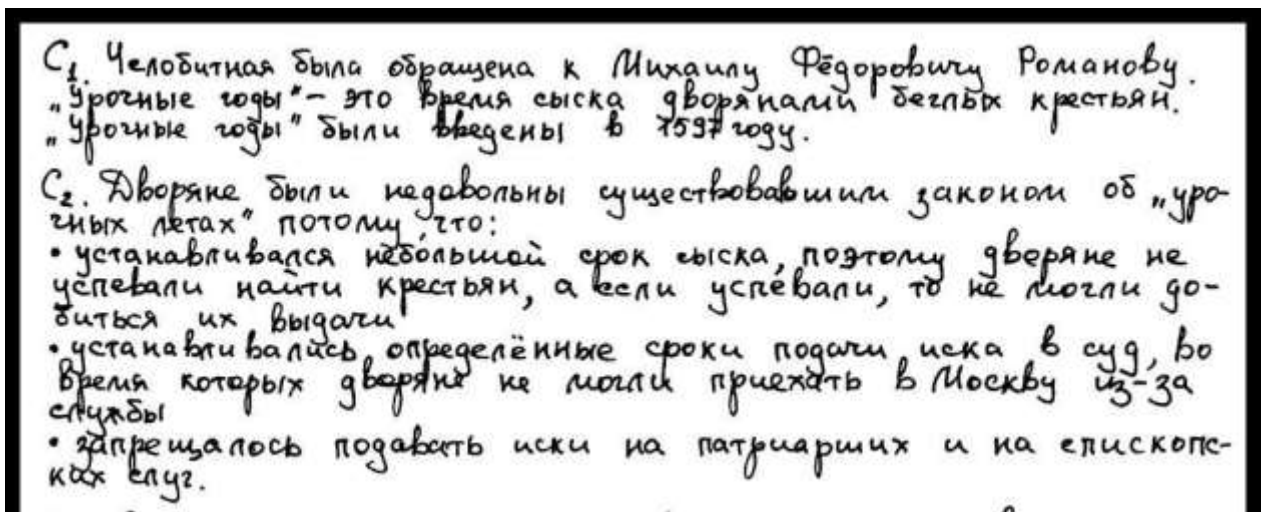 С1. Челобитная была обращена к Михаилу Фёдоровичу Романову.
„Урочные годы" – это время сыска дворянами беглых крестьян.
„Урочные годы" были введены в 1597 году.
С2. Дворяне были недовольны существовавшим законом об „уро-
чных летах" потому, что:
• устанавливался небольшой срок сыска, поэтому дворяне не
успевали найти крестьян, а если успевали, то не могли до-
биться их выдачи
• устанавливались определённые сроки подачи иска в суд, во
время которых дворяне не могли приехать в Москву из-за
службы
• запрещалось подавать иски на патриарших и на епископс-
ких слуг.